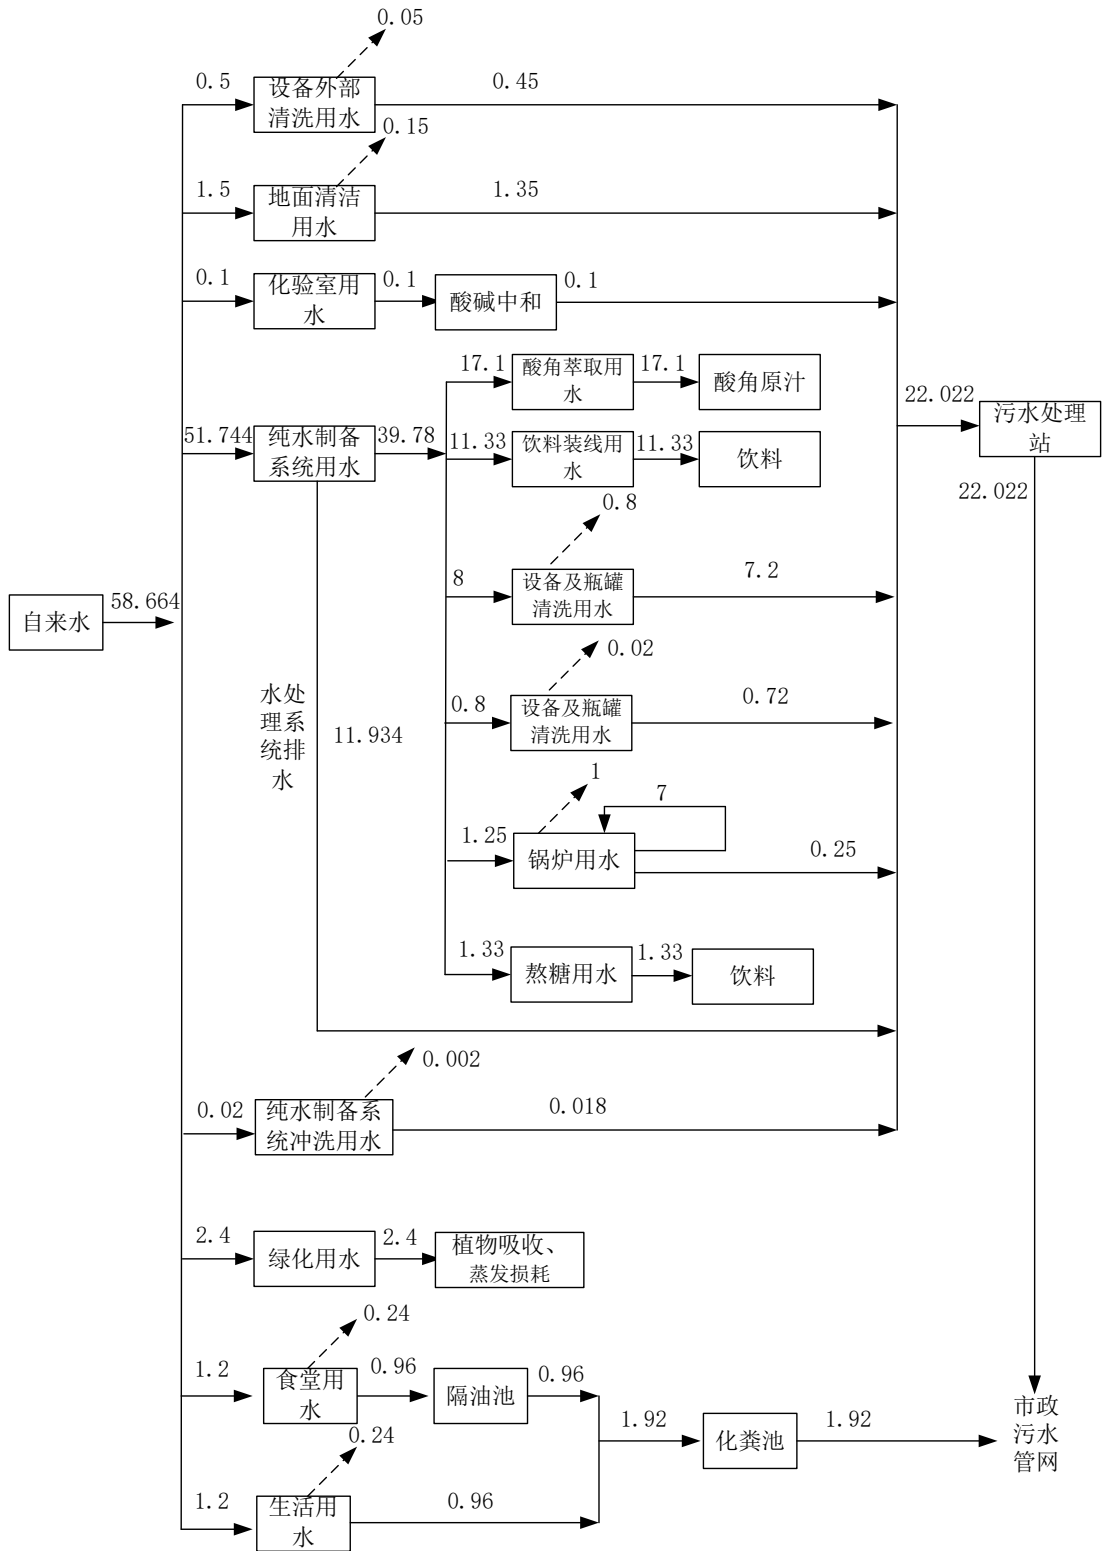 0.05
0.5
设备外部
清洗用水
0.45
0.15
1.5
地面清洁
用水
1.35
0.1
化验室用
水
0.1
酸碱中和
0.1
17.1
酸角萃取用
水
17.1
酸角原汁
22.022
污水处理
站
51.744
纯水制备
系统用水
39.78
11.33
饮料装线用
水
11.33
饮料
22.022
0.8
8
设备及瓶罐
清洗用水
7.2
自来水
58.664
0.02
水处
理系
统排
水
11.934
0.8
设备及瓶罐
清洗用水
0.72
1
7
1.25
锅炉用水
0.25
1.33
熬糖用水
1.33
饮料
0.002
0.02
纯水制备系
统冲洗用水
0.018
2.4
绿化用水
2.4
植物吸收、
蒸发损耗
0.24
1.2
食堂用
水
0.96
隔油池
0.96
1.92
化粪池
1.92
市政
污水
管网
0.24
1.2
生活用
水
0.96